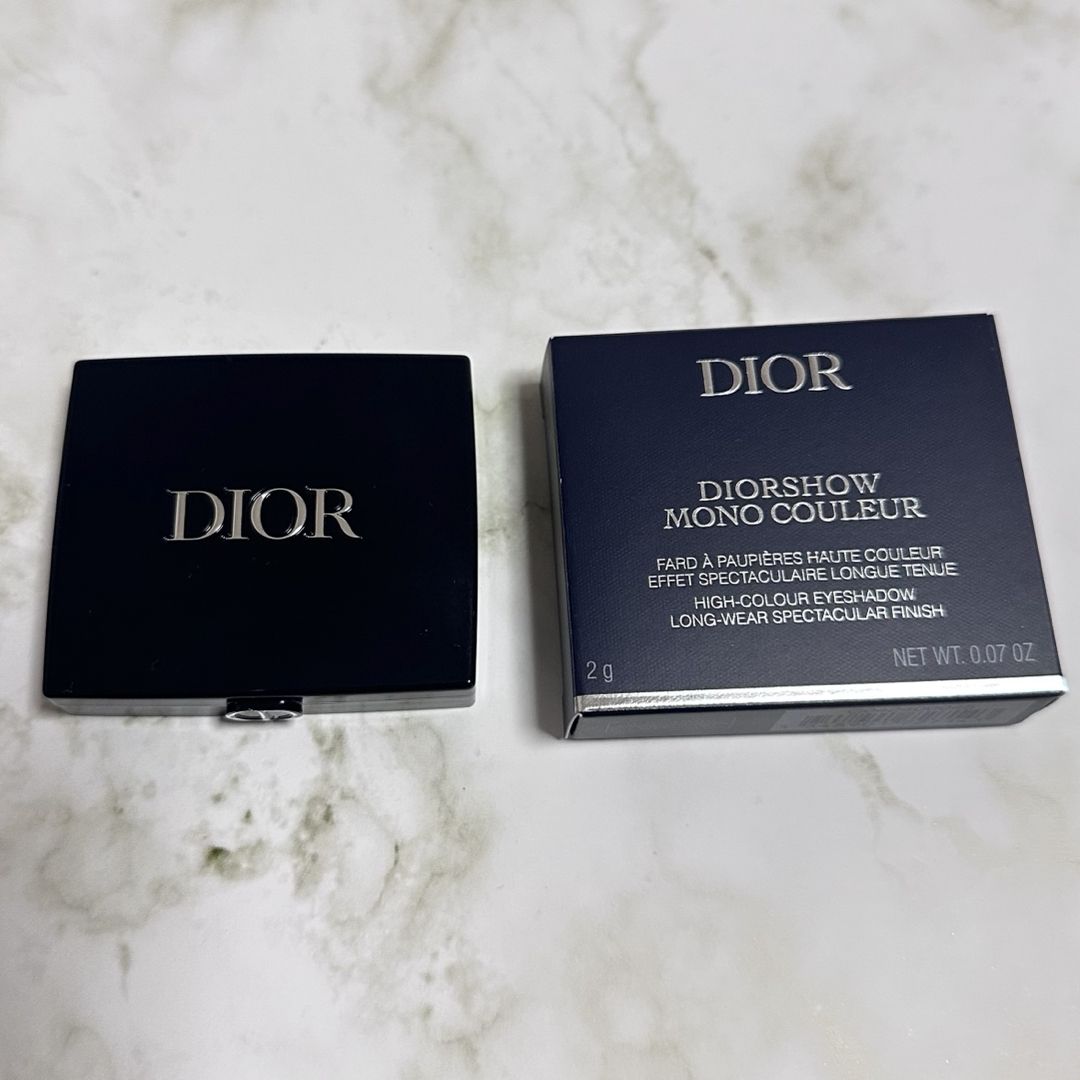 DIOR
DIOR
DIORSHOW
MONO COULEUR
FARD À PAUPIÈRES HAUTE COULEUR
EFFET SPECTACULAIRE LONGUE TENUE
HIGH-COLOUR EYESHADOW
LONG-WEAR SPECTACULAR FINISH
2 g
NET WT. 0.07 OZ